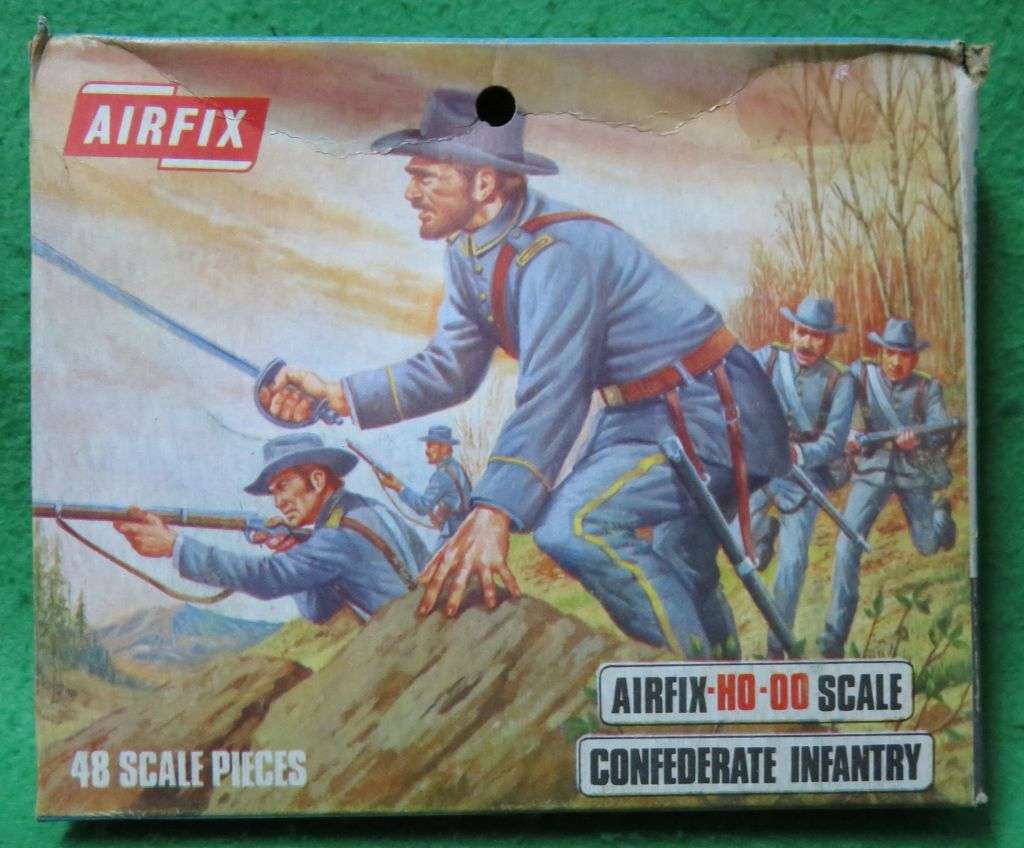 AIRFIX
AIRFIX-HO-OO SCALE
CONFEDERATE INFANTRY
48 SCALE PIECES